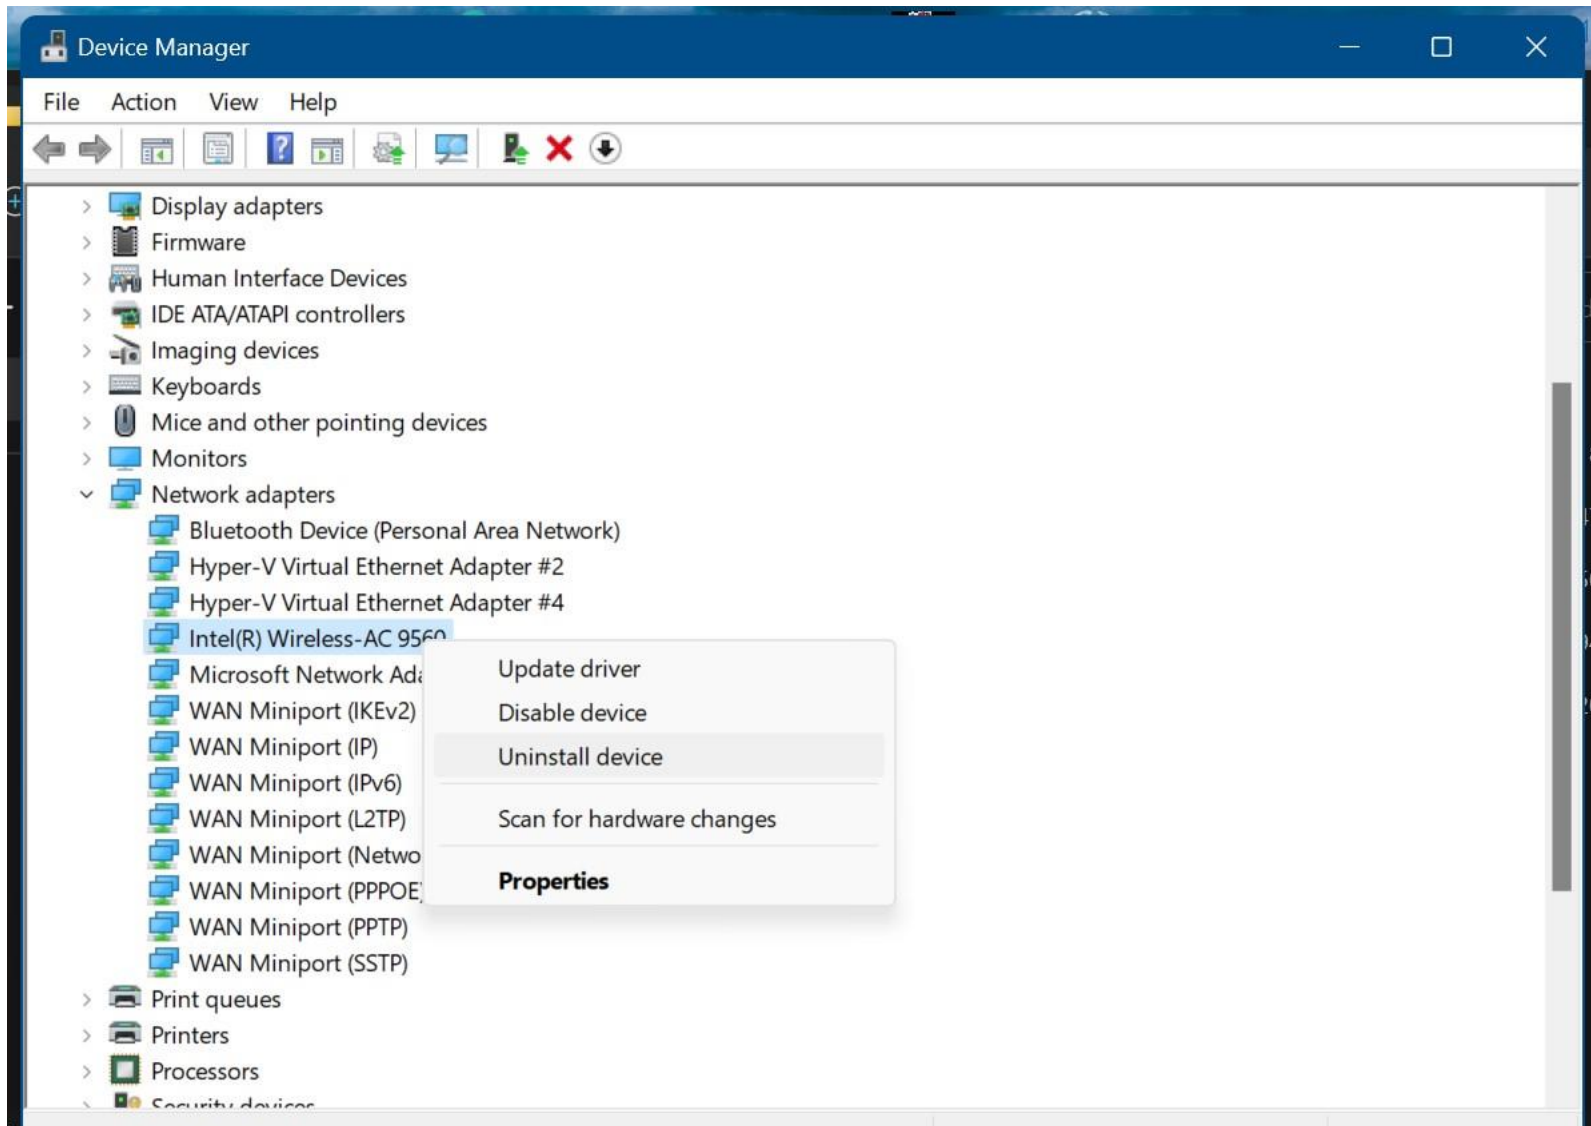 Device Manager
File Action View Help
Display adapters
Firmware
Human Interface Devices
IDE ATA/ATAPI controllers
Imaging devices
Keyboards
Mice and other pointing devices
Monitors
Network adapters
Bluetooth Device (Personal Area Network)
Hyper-V Virtual Ethernet Adapter #2
Hyper-V Virtual Ethernet Adapter #4
Intel(R) Wireless-AC 9560
Microsoft Network
WAN Miniport (IKEv2)
WAN Miniport (IP)
WAN Miniport (IPv6)
WAN Miniport (L2TP)
WAN Miniport
WAN Miniport (PPPOE)
WAN Miniport (PPTP)
WAN Miniport (SSTP)
Print queues
Printers
Processors
Security devices
Update driver
Disable device
Uninstall device
Scan for hardware changes
Properties